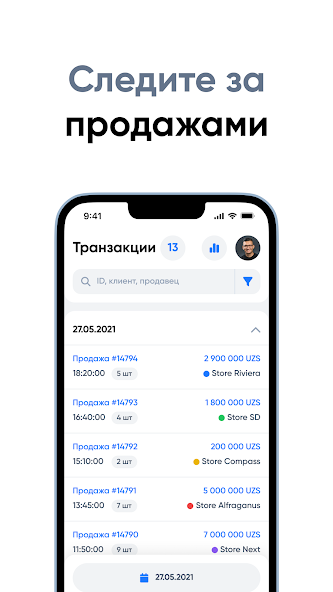 Следите за
продажами
9:41
Транзакции 13
ID, клиент, продавец
27.05.2021
Продажа #14794 2 900 000 UZS
18:20:00 5 шт Store Riviera
Продажа #14793 1 800 000 UZS
16:40:00 4 шт Store SD
Продажа #14792 200 000 UZS
15:10:00 2 шт Store Compass
Продажа #14791 5 000 000 UZS
13:45:00 7 шт Store Alfraganus
Продажа #14790 7 000 000 UZS
11:50:00 9 шт Store Next
27.05.2021